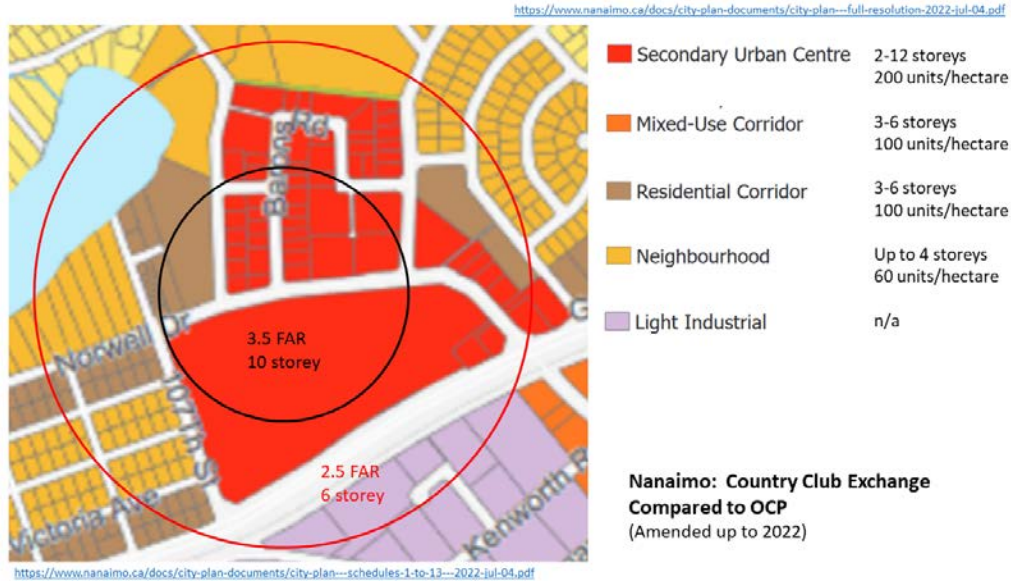 https://www.nanaimo.ca/docs/city-plan-documents/city-plan---full-resolution-2022-jul-04.pdf
Secondary Urban Centre
2-12 storeys
200 units/hectare
Mixed-Use Corridor
3-6 storeys
100 units/hectare
Residential Corridor
3-6 storeys
100 units/hectare
Neighbourhood
Up to 4 storeys
60 units/hectare
Light Industrial
n/a
Barons
Rd
3.5 FAR
10 storey
Norwell Dr
107th St
2.5 FAR
6 storey
Victoria Ave
Kenworth R
G
Nanaimo: Country Club Exchange
Compared to OCP
(Amended up to 2022)
https://www.nanaimo.ca/docs/city-plan-documents/city-plan---schedules-1-to-13---2022-jul-04.pdf